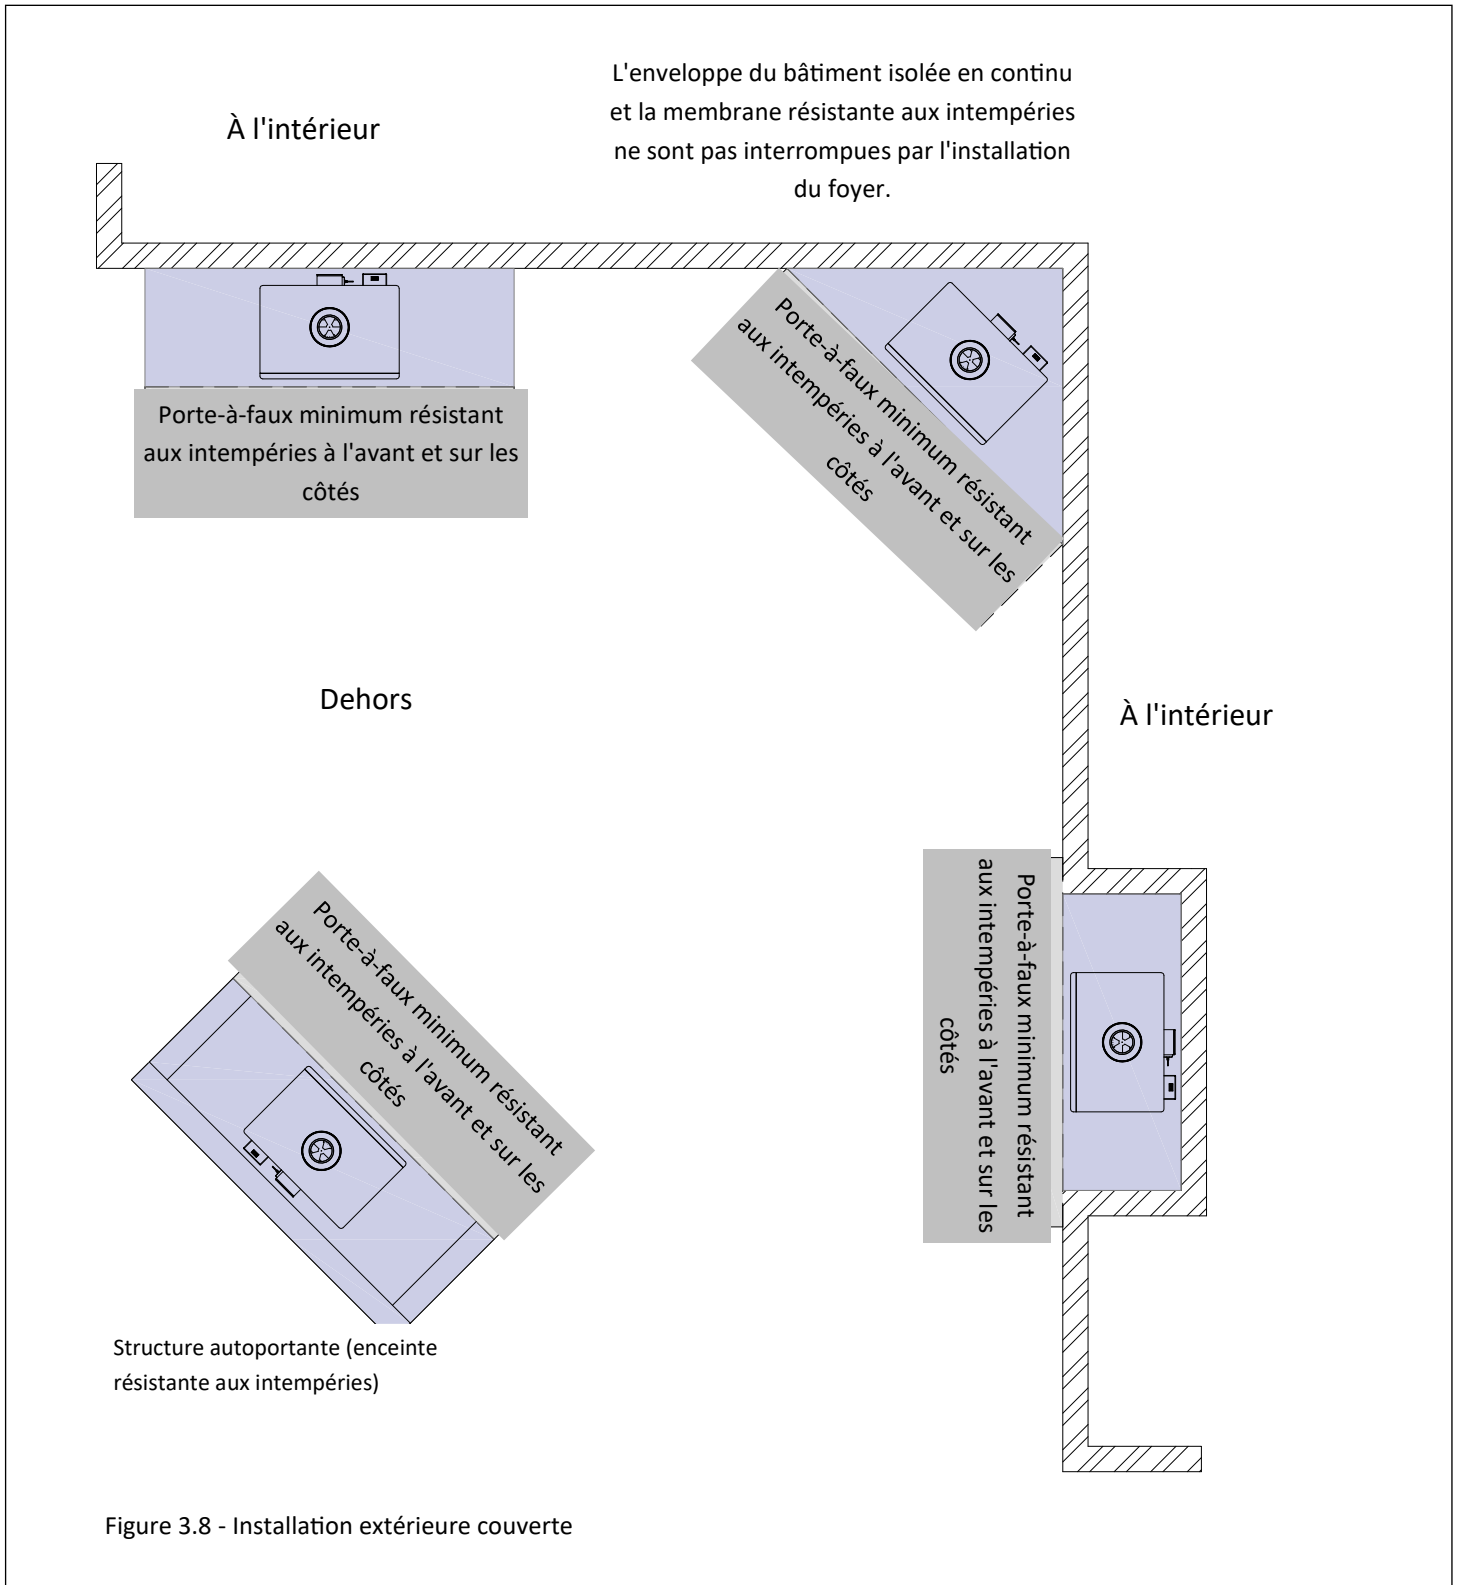 L'enveloppe du bâtiment isolée en continu
et la membrane résistante aux intempéries
ne sont pas interrompues par l'installation
du foyer.
À l'intérieur
Porte-à-faux minimum résistant
aux intempéries à l'avant et sur les
côtés
Porte-à-faux minimum résistant
aux intempéries à l'avant et sur les
côtés
Dehors
À l'intérieur
Porte-à-faux minimum résistant
aux intempéries à l'avant et sur les
côtés
Porte-à-faux minimum résistant
aux intempéries à l'avant et sur les
côtés
Structure autoportante (enceinte
résistante aux intempéries)
Figure 3.8 - Installation extérieure couverte